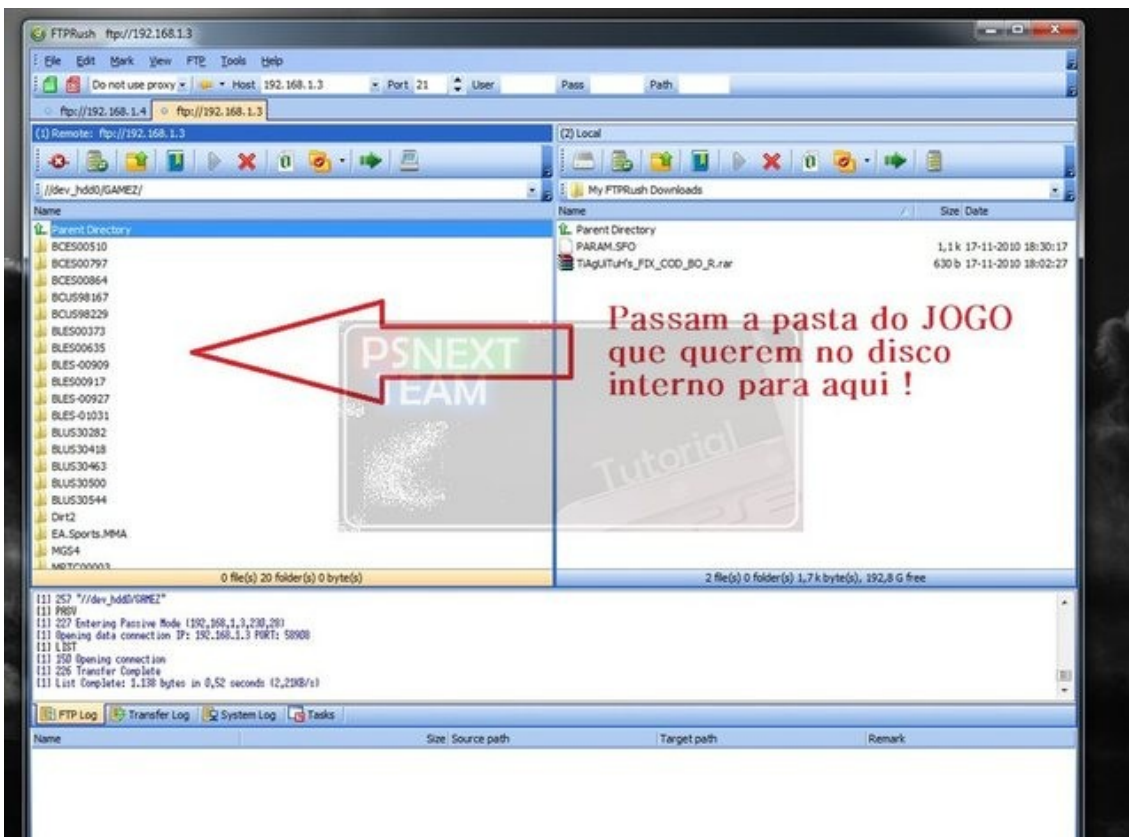 FTPRush ftp://192.168.1.3
File Edit Mark View FTP Tools Help
Do not use proxy Host 192.168.1.3 Port 21 User Pass Path
ftp://192.168.1.4 ftp://192.168.1.3
(1) Remote: ftp://192.168.1.3
//dev_hdd0/GAMEZ/
Name
Parent Directory
BCES00510
BCES00797
BCES00864
BCUS98167
BCUS98229
BLES00373
BLES00635
BLES-00909
BLES00917
BLES-00927
BLES-01031
BLUS30282
BLUS30418
BLUS30463
BLUS30500
BLUS30544
Dirt2
EA.Sports.MMA
MGS4
MRTC00003
0 file(s) 20 folder(s) 0 byte(s)
(2) Local
My FTPRush Downloads
Name Size Date
Parent Directory
PARAM.SFO 1,1 k 17-11-2010 18:30:17
TiAgUiTuH's_FIX_COD_BO_R.rar 630 b 17-11-2010 18:02:27
Passam a pasta do JOGO
que querem no disco
interno para aqui !
PSNEXT
TEAM
Tutorial
2 file(s) 0 folder(s) 1,7 k byte(s), 192,8 G free
[1] 257 "//dev_hdd0/GAMEZ"
[1] PASV
[1] 227 Entering Passive Mode (192,168,1,3,230,28)
[1] Opening data connection IP: 192.168.1.3 PORT: 58908
[1] LIST
[1] 150 Opening connection
[1] 226 Transfer Complete
[1] List Complete: 1.138 bytes in 0,52 seconds (2,21KB/s)
FTP Log Transfer Log System Log Tasks
Name Size Source path Target path Remark